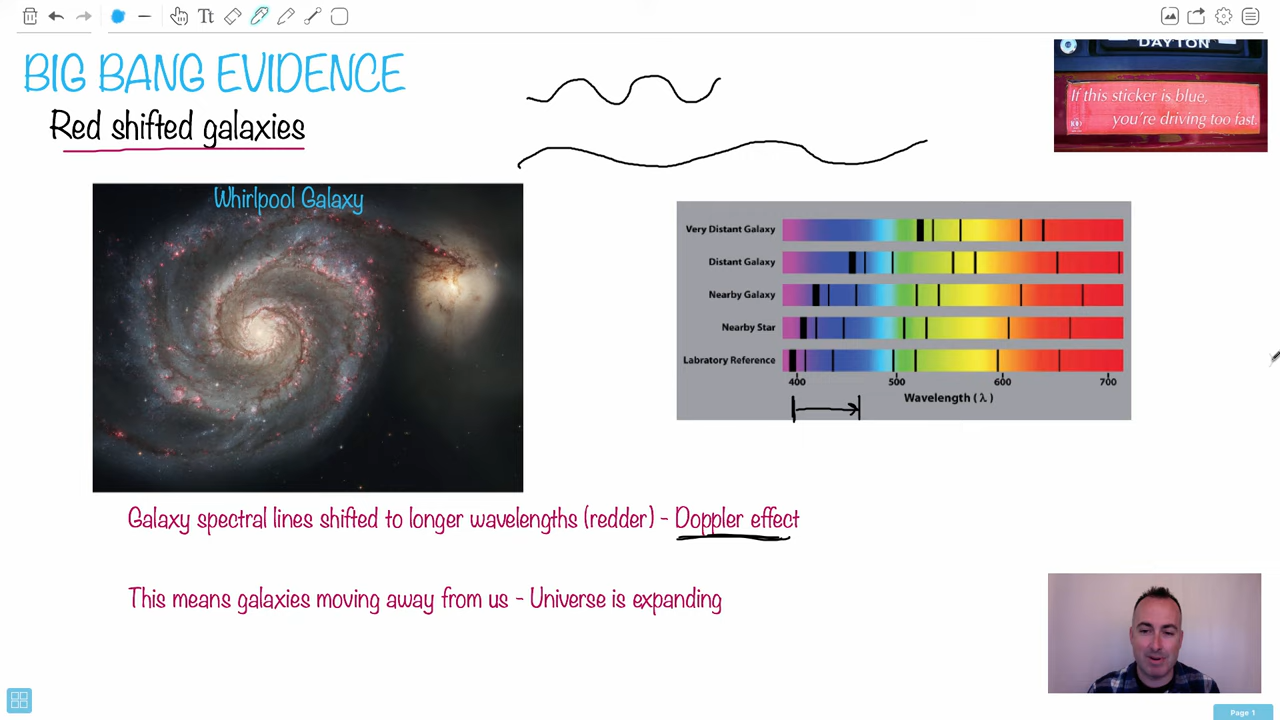 Tt
BIG BANG EVIDENCE
Red shifted galaxies
DAYTON
If this sticker is blue,
you're driving too fast.
Whirlpool Galaxy
Very Distant Galaxy
Distant Galaxy
Nearby Galaxy
Nearby Star
Labratory Reference
400 500 600 700
Wavelength ( λ )
Galaxy spectral lines shifted to longer wavelengths (redder) - Doppler effect
This means galaxies moving away from us - Universe is expanding
Page 1